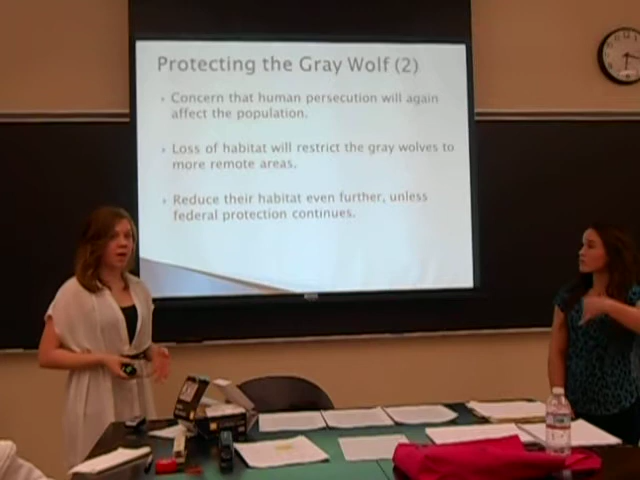 Protecting the Gray Wolf (2)
Concern that human persecution will again
affect the population.
Loss of habitat will restrict the gray wolves to
more remote areas.
Reduce their habitat even further, unless
federal protection continues.